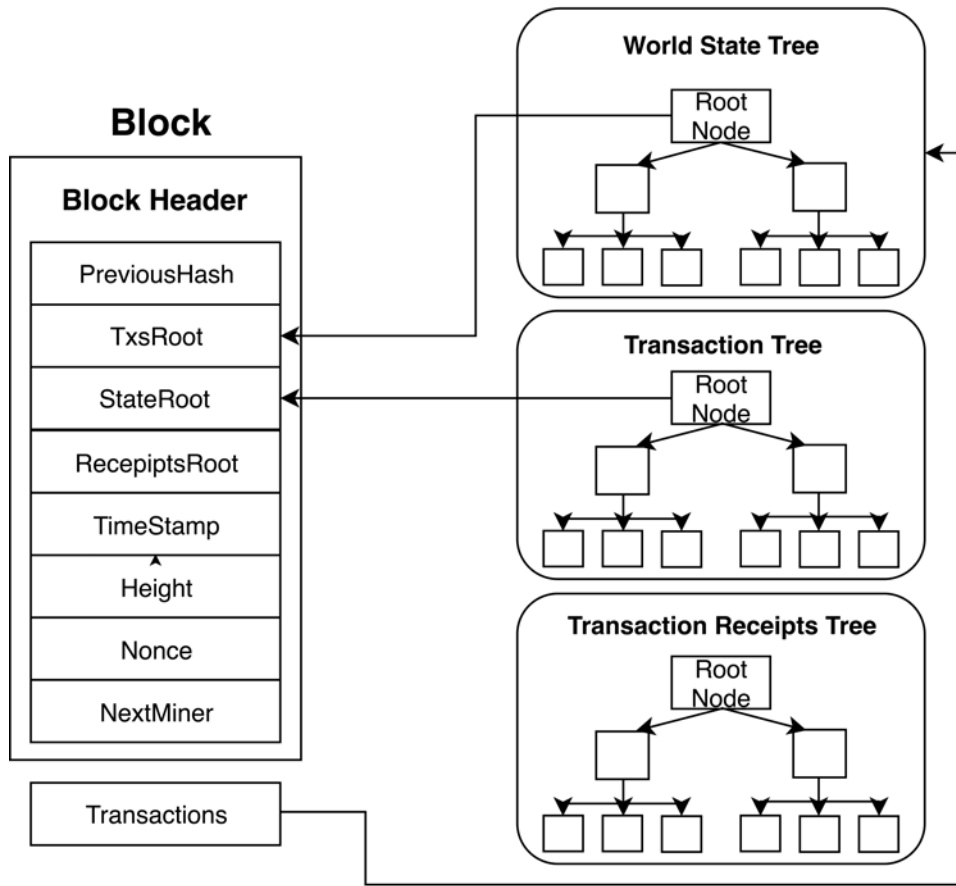 Block
Block Header
PreviousHash
TxsRoot
StateRoot
RecepiptsRoot
TimeStamp
Height
Nonce
NextMiner
Transactions
World State Tree
Root
Node
Transaction Tree
Root
Node
Transaction Receipts Tree
Root
Node